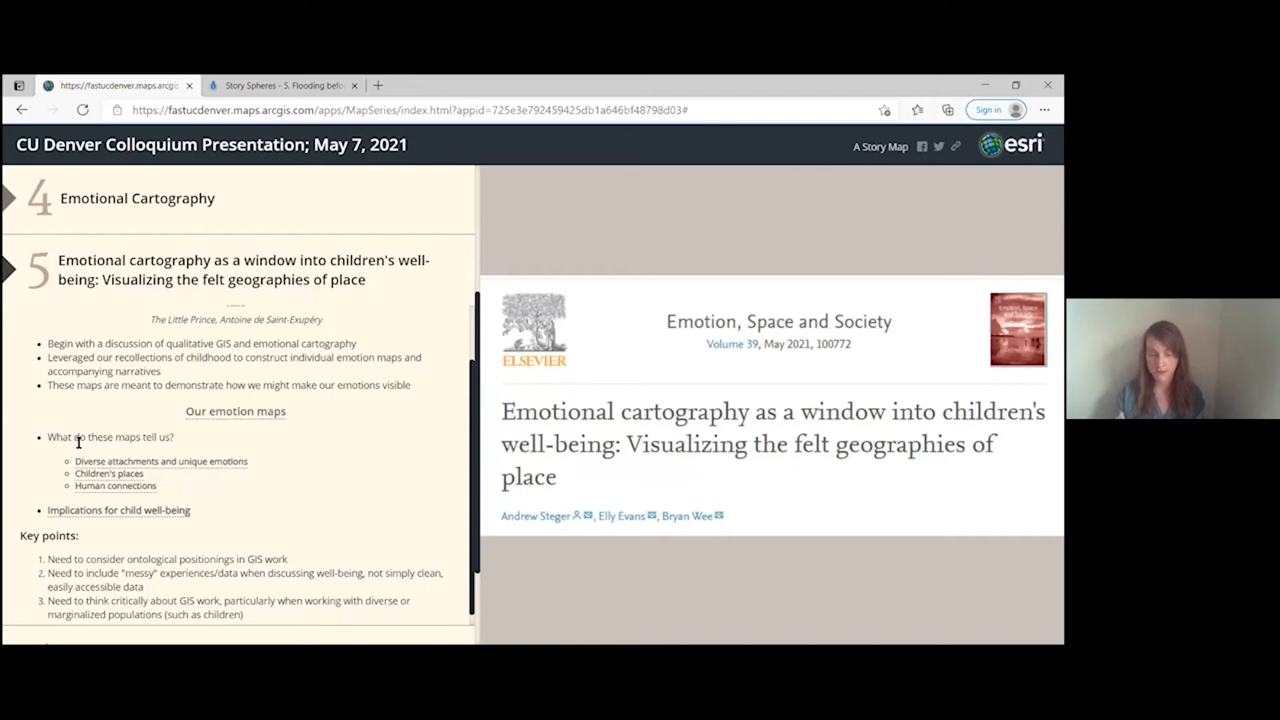 https://fastucdenver.maps.arcgis
Story Spheres - 5. Flooding befo
https://fastucdenver.maps.arcgis.com/apps/MapSeries/index.html?appid=725e3e792459425db1a646bf48798d03#
Sign in
CU Denver Colloquium Presentation; May 7, 2021
A Story Map
esri
4
Emotional Cartography
5
Emotional cartography as a window into children's well-
being: Visualizing the felt geographies of place
The Little Prince, Antoine de Saint-Exupéry
Begin with a discussion of qualitative GIS and emotional cartography
Leveraged our recollections of childhood to construct individual emotion maps and
accompanying narratives
These maps are meant to demonstrate how we might make our emotions visible
Our emotion maps
What do these maps tell us?
Diverse attachments and unique emotions
Children's places
Human connections
Implications for child well-being
Key points:
1. Need to consider ontological positionings in GIS work
2. Need to include "messy" experiences/data when discussing well-being, not simply clean,
easily accessible data
3. Need to think critically about GIS work, particularly when working with diverse or
marginalized populations (such as children)
ELSEVIER
Emotion, Space and Society
Volume 39, May 2021, 100772
Emotional cartography as a window into children's
well-being: Visualizing the felt geographies of
place
Andrew Steger, Elly Evans, Bryan Wee